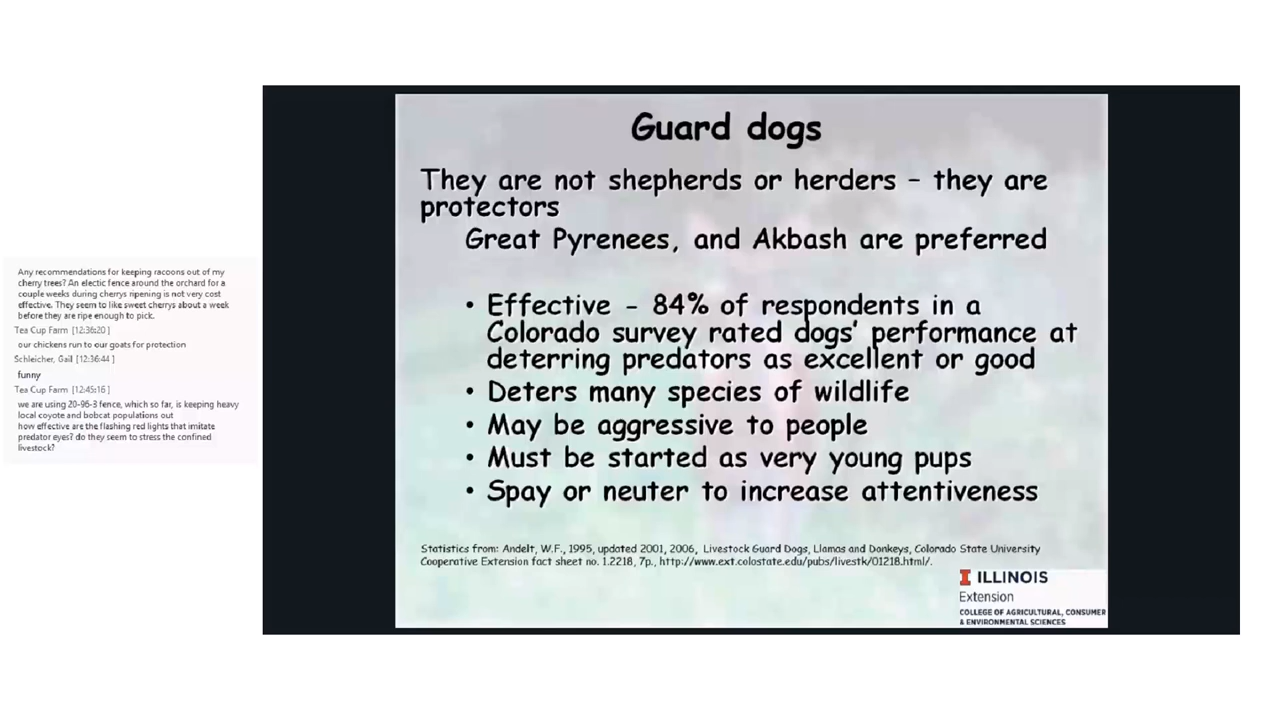 Any recommendations for keeping racoons out of my
cherry trees? An electic fence around the orchard for a
couple weeks during cherrys ripening is not very cost
effective. They seem to like sweet cherrys about a week
before they are ripe enough to pick.
Tea Cup Farm [12:36:20 ]
our chickens run to our goats for protection
Schleicher, Gail [12:36:44 ]
funny
Tea Cup Farm [12:45:16 ]
we are using 20-96-3 fence, which so far, is keeping heavy
local coyote and bobcat populations out
how effective are the flashing red lights that imitate
predator eyes? do they seem to stress the confined
livestock?
Guard dogs
They are not shepherds or herders – they are
protectors
Great Pyrenees, and Akbash are preferred
• Effective – 84% of respondents in a
Colorado survey rated dogs' performance at
deterring predators as excellent or good
• Deters many species of wildlife
• May be aggressive to people
• Must be started as very young pups
• Spay or neuter to increase attentiveness
Statistics from: Andelt, W.F., 1995, updated 2001, 2006, Livestock Guard Dogs, Llamas and Donkeys, Colorado State University
Cooperative Extension fact sheet no. 1.2218, 7p., http://www.ext.colostate.edu/pubs/livestk/01218.html/.
I ILLINOIS
Extension
COLLEGE OF AGRICULTURAL, CONSUMER
& ENVIRONMENTAL SCIENCES